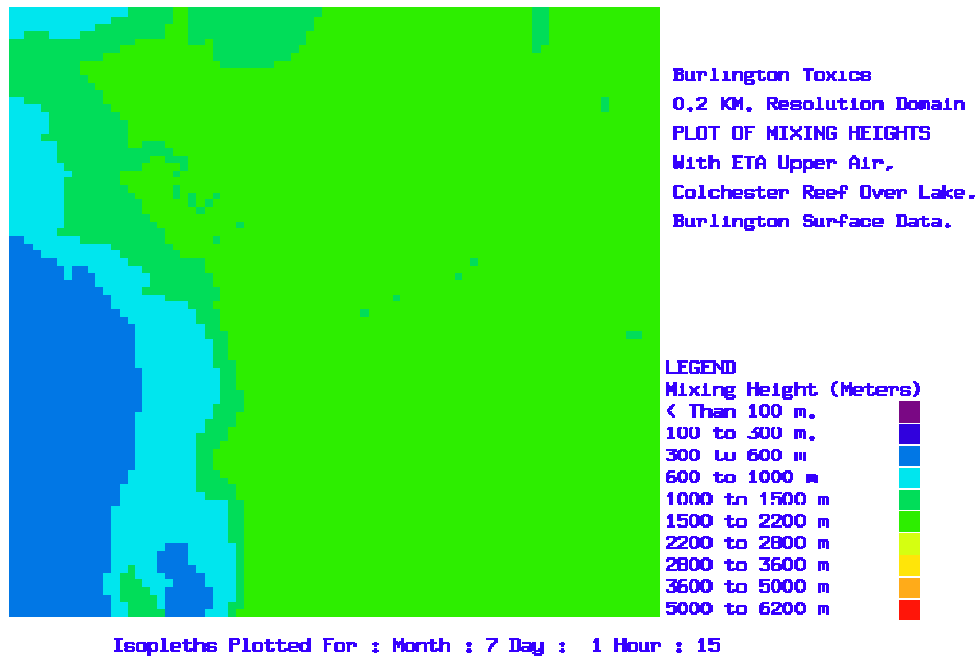 Burlington Toxics
0.2 KM. Resolution Domain
PLOT OF MIXING HEIGHTS
With ETA Upper Air,
Colchester Reef Over Lake.
Burlington Surface Data.
LEGEND
Mixing Height (Meters)
< Than 100 m.
100 to 300 m.
300 to 600 m
600 to 1000 m
1000 to 1500 m
1500 to 2200 m
2200 to 2800 m
2800 to 3600 m
3600 to 5000 m
5000 to 6200 m
Isopleths Plotted For : Month : 7 Day : 1 Hour : 15